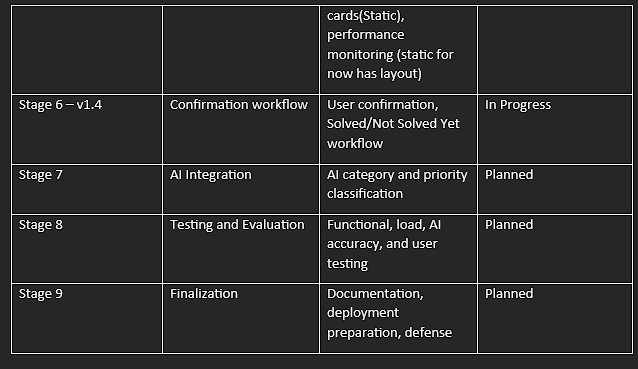 cards(Static),
performance
monitoring (static for
now has layout)
Stage 6 – v1.4
Confirmation workflow
User confirmation,
Solved/Not Solved Yet
workflow
In Progress
Stage 7
AI Integration
AI category and priority
classification
Planned
Stage 8
Testing and Evaluation
Functional, load, AI
accuracy, and user
testing
Planned
Stage 9
Finalization
Documentation,
deployment
preparation, defense
Planned